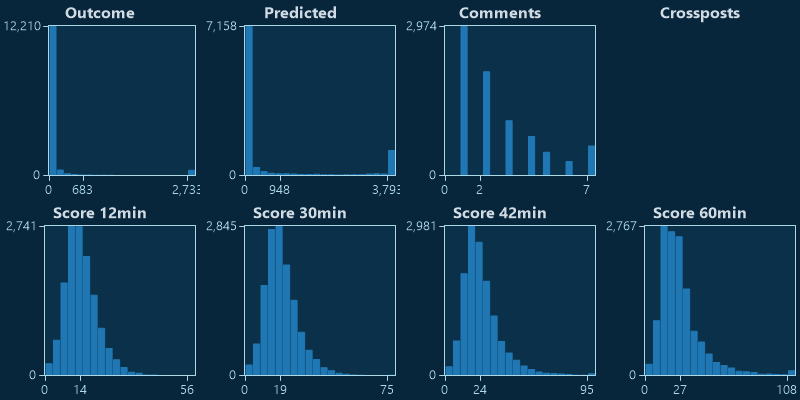 Outcome
12,210
0
0 683 2,733
Predicted
7,158
0
0 948 3,793
Comments
2,974
0
0 2 7
Crossposts
Score 12min
2,741
0
0 14 56
Score 30min
2,845
0
0 19 75
Score 42min
2,981
0
0 24 95
Score 60min
2,767
0
0 27 108